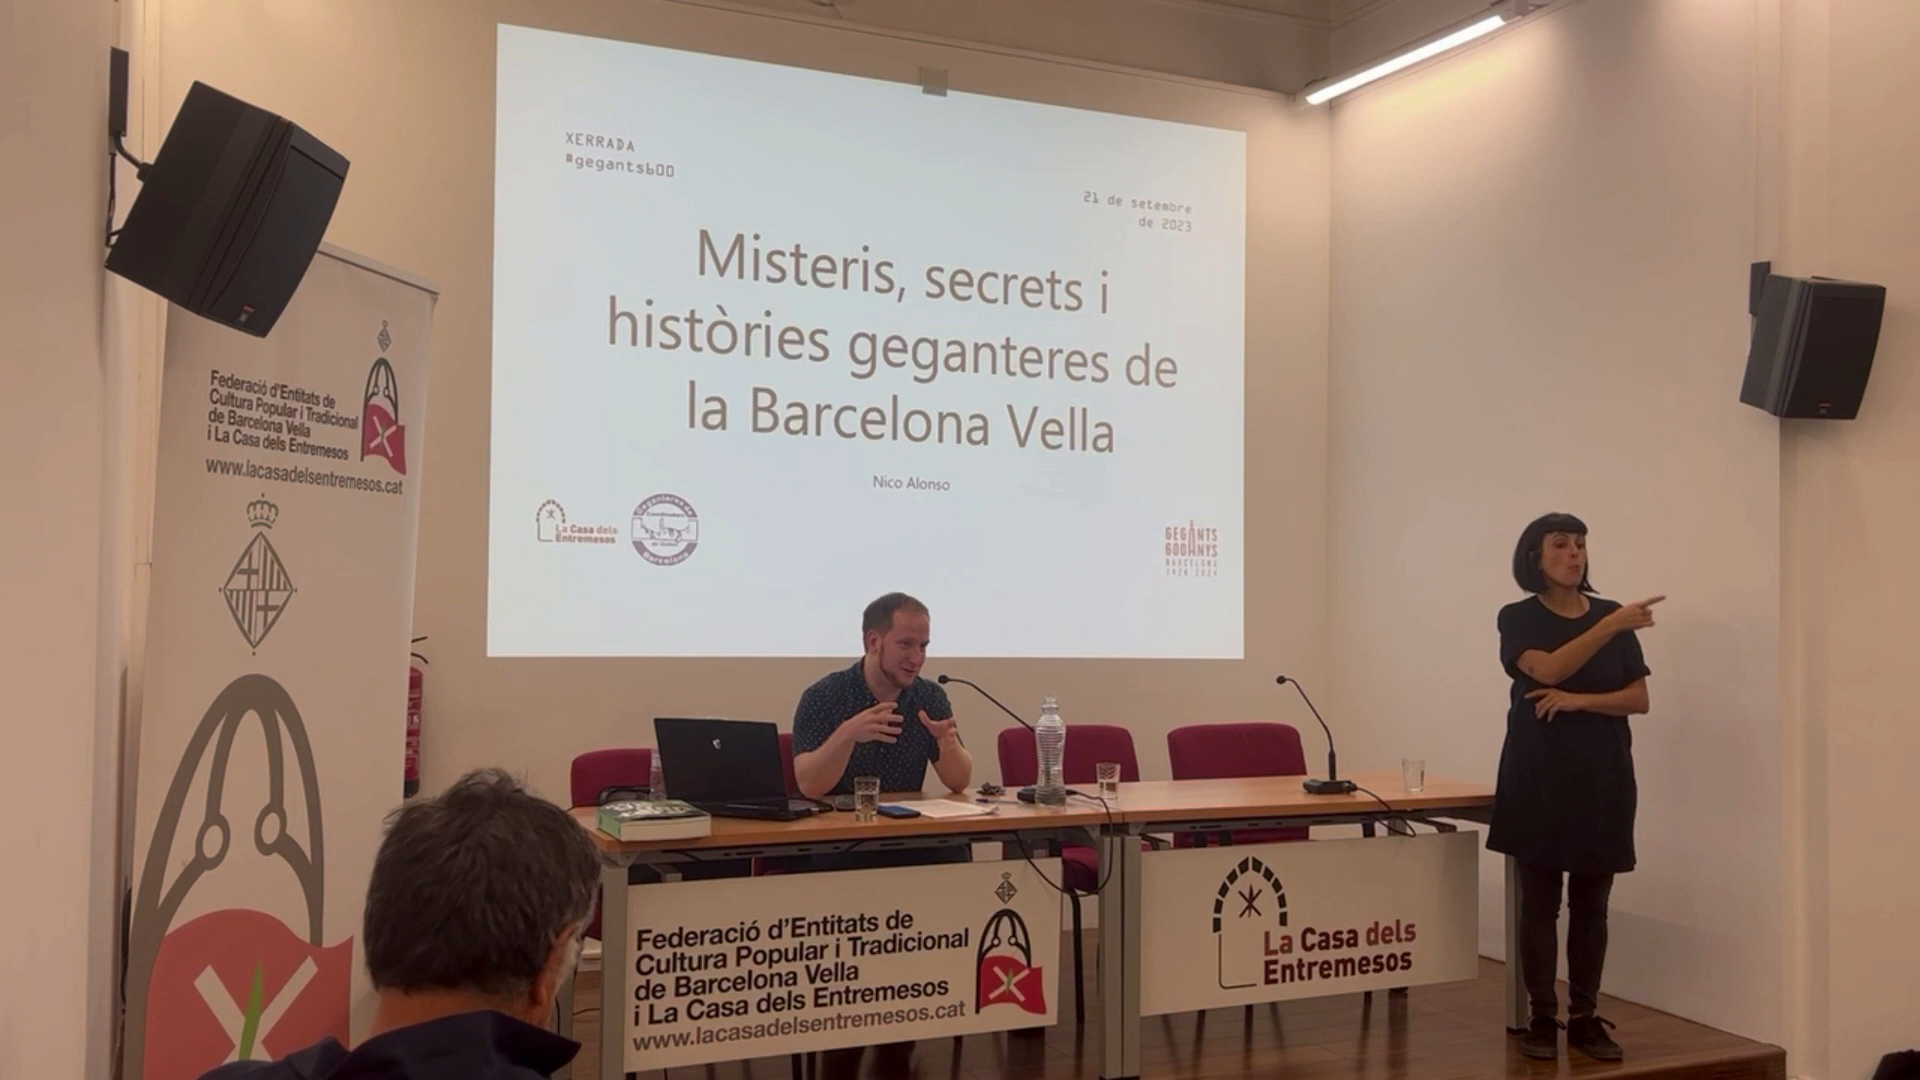 XERRADA
#gegants600
21 de setembre
de 2023
Misteris, secrets i
històries geganteres de
la Barcelona Vella
Nico Alonso
La Casa dels
Entremesos
GEGANTS
600ANYS
BARCELONA
1424 2024
Federació d'Entitats de
Cultura Popular i Tradicional
de Barcelona Vella
i La Casa dels Entremesos
www.lacasadelsentremesos.cat
Federació d'Entitats de
Cultura Popular i Tradicional
de Barcelona Vella
i La Casa dels Entremesos
www.lacasadelsentremesos.cat
La Casa dels
Entremesos